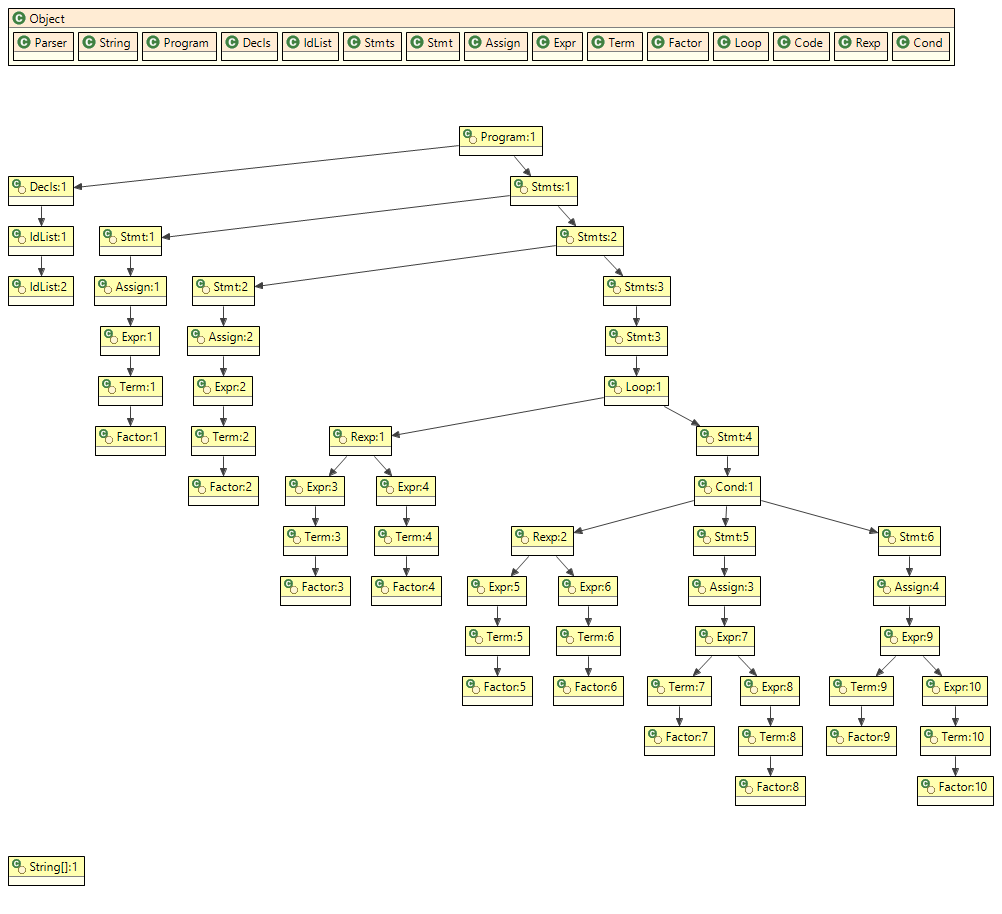 Object
Parser String Program Decls IdList Stmts Stmt Assign Expr Term Factor Loop Code Rexp Cond
Program:1
Decls:1 Stmts:1
IdList:1 Stmt:1 Stmts:2
IdList:2 Assign:1 Stmt:2 Stmts:3
Expr:1 Assign:2 Stmt:3
Term:1 Expr:2 Loop:1
Factor:1 Term:2 Rexp:1 Stmt:4
Factor:2 Expr:3 Expr:4 Cond:1
Term:3 Term:4 Rexp:2 Stmt:5 Stmt:6
Factor:3 Factor:4 Expr:5 Expr:6 Assign:3 Assign:4
Term:5 Term:6 Expr:7 Expr:9
Factor:5 Factor:6 Term:7 Expr:8 Term:9 Expr:10
Factor:7 Term:8 Factor:9 Term:10
Factor:8 Factor:10
String[]:1